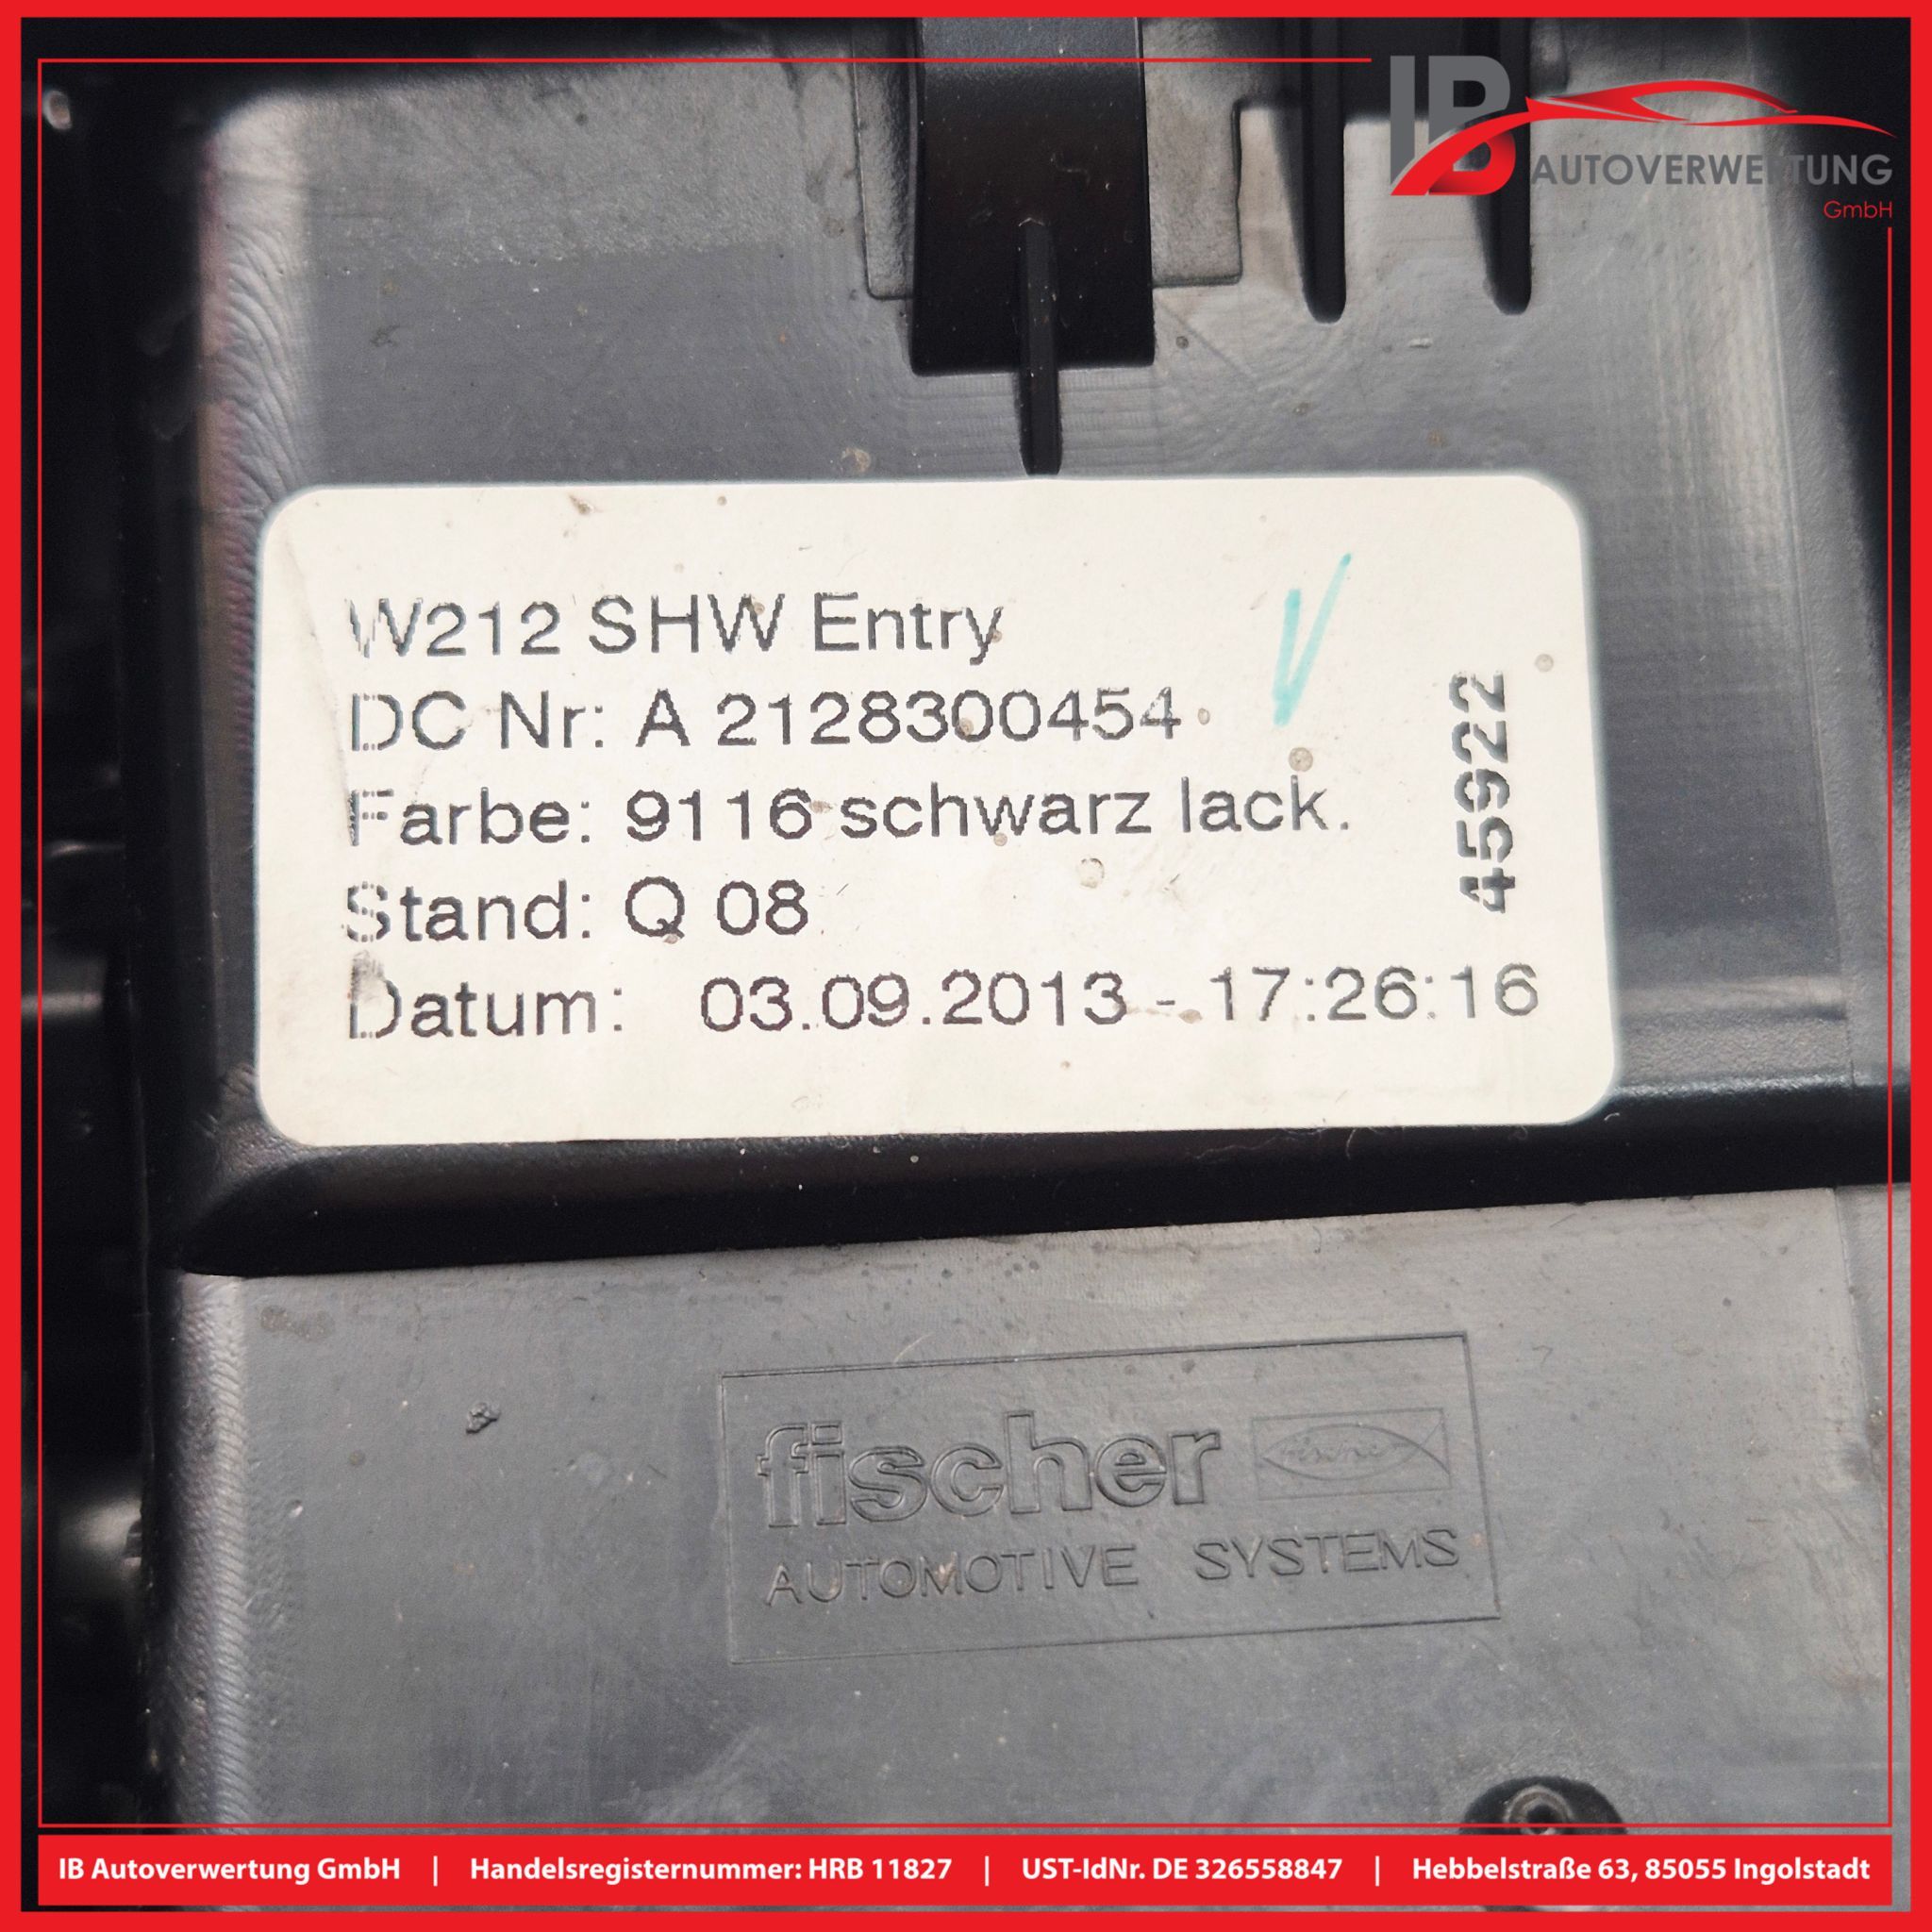 IB
AUTOVERWERTUNG
GmbH
W212 SHW Entry
DC Nr: A 2128300454
Farbe: 9116 schwarz lack.
Stand: Q 08
Datum: 03.09.2013 - 17:26:16
45922
fischer
AUTOMOTIVE SYSTEMS
IB Autoverwertung GmbH | Handelsregisternummer: HRB 11827 | UST-IdNr. DE 326558847 | Hebbelstraße 63, 85055 Ingolstadt